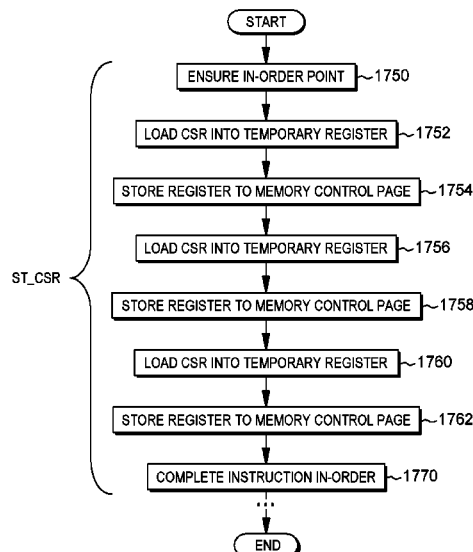 START
ENSURE IN-ORDER POINT 1750
LOAD CSR INTO TEMPORARY REGISTER 1752
STORE REGISTER TO MEMORY CONTROL PAGE 1754
LOAD CSR INTO TEMPORARY REGISTER 1756
ST_CSR
STORE REGISTER TO MEMORY CONTROL PAGE 1758
LOAD CSR INTO TEMPORARY REGISTER 1760
STORE REGISTER TO MEMORY CONTROL PAGE 1762
COMPLETE INSTRUCTION IN-ORDER 1770
...
END